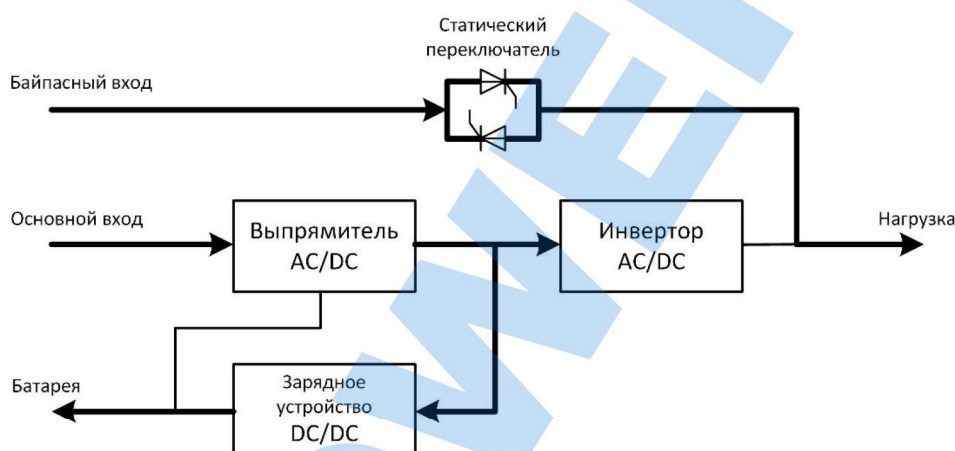 Статический
переключатель
Байпасный вход
Основной вход
Выпрямитель
AC/DC
Инвертор
AC/DC
Нагрузка
Батарея
Зарядное
устройство
DC/DC